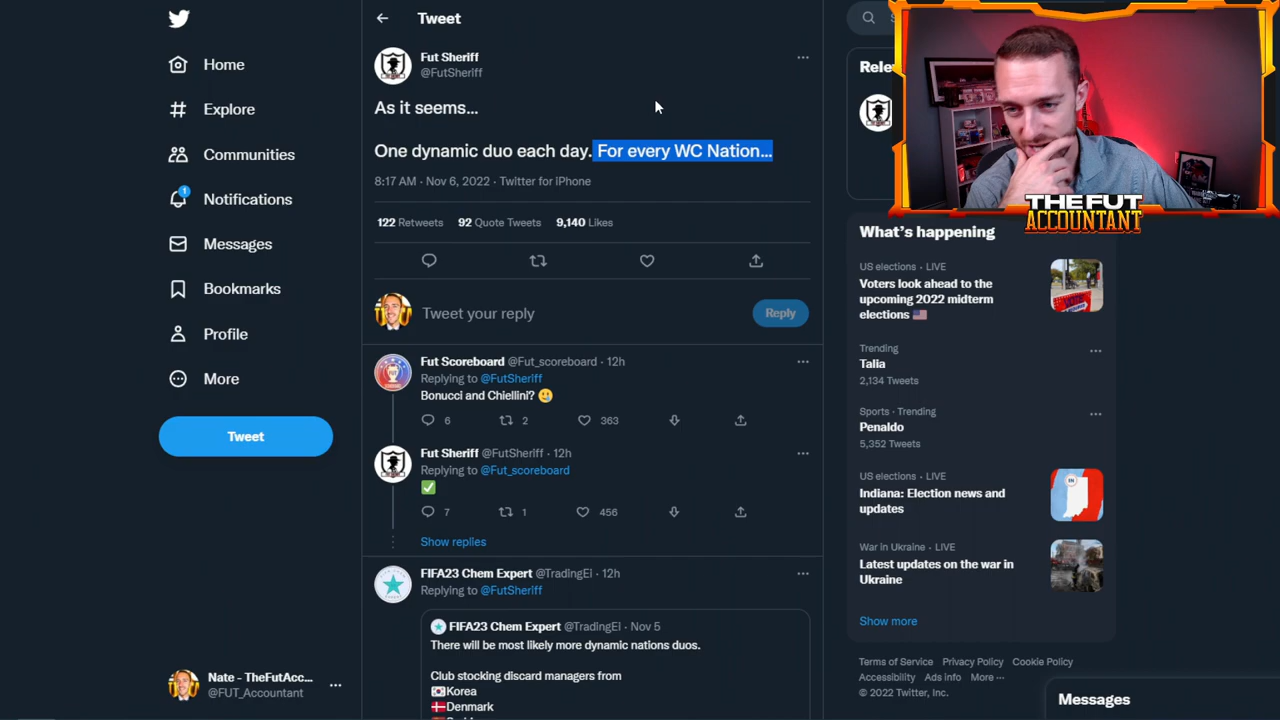 Home
Explore
Communities
1
Notifications
Messages
Bookmarks
Profile
More
Tweet
Nate - TheFutAcc...
@FUT_Accountant
Tweet
Fut Sheriff
@FutSheriff
As it seems...
One dynamic duo each day. For every WC Nation...
8:17 AM · Nov 6, 2022 · Twitter for iPhone
122 Retweets 92 Quote Tweets 9,140 Likes
Tweet your reply
Reply
Fut Scoreboard @Fut_scoreboard · 12h
Replying to @FutSheriff
Bonucci and Chiellini? 🥲
6 2 363
Fut Sheriff @FutSheriff · 12h
Replying to @Fut_scoreboard
✅
7 1 456
Show replies
FIFA23 Chem Expert @TradingEl · 12h
Replying to @FutSheriff
FIFA23 Chem Expert @TradingEl · Nov 5
There will be most likely more dynamic nations duos.
Club stocking discard managers from
🇰🇷Korea
🇩🇰Denmark
THE FUT
ACCOUNTANT
What's happening
US elections · LIVE
Voters look ahead to the
upcoming 2022 midterm
elections 🇺🇸
Trending
Talia
2,134 Tweets
Sports · Trending
Penaldo
5,352 Tweets
US elections · LIVE
Indiana: Election news and
updates
IN
War in Ukraine · LIVE
Latest updates on the war in
Ukraine
Show more
Terms of Service Privacy Policy Cookie Policy
Accessibility Ads info More ···
© 2022 Twitter, Inc.
Messages